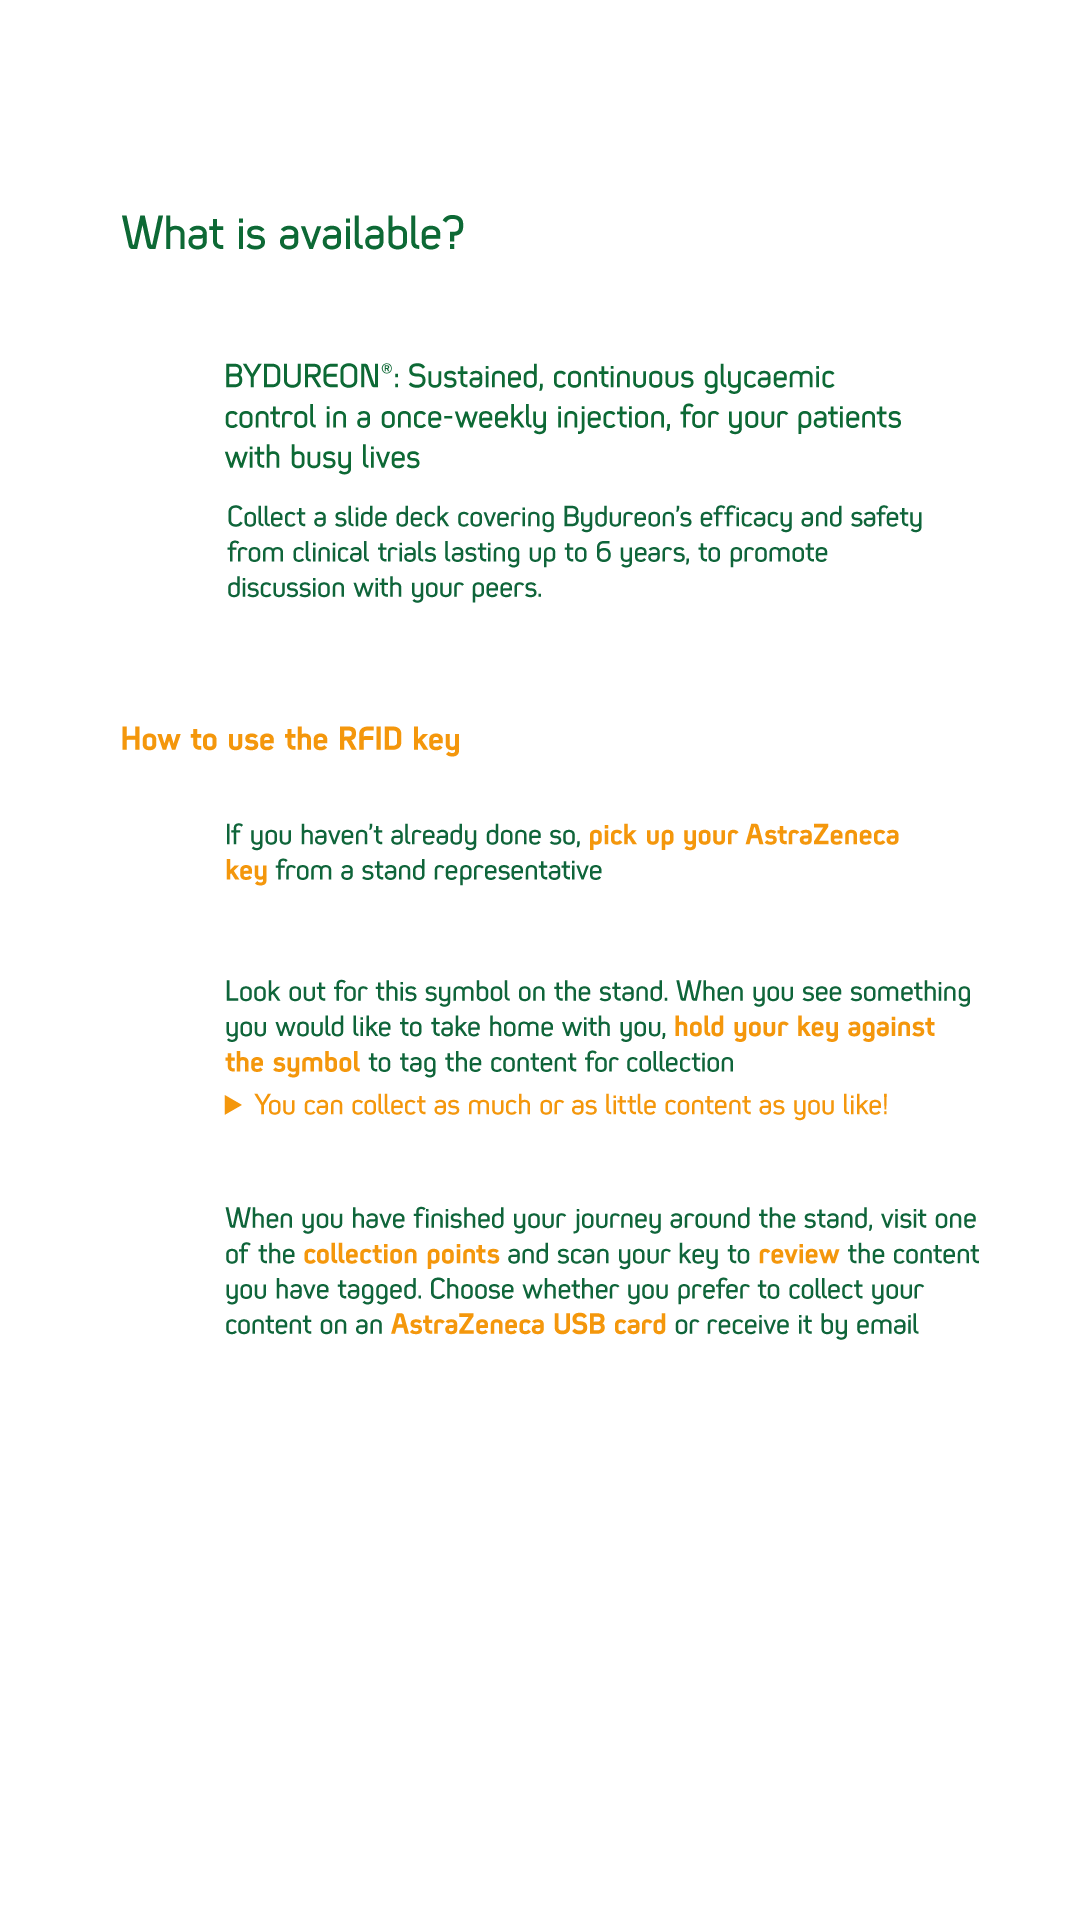 What is available?
BYDUREON®: Sustained, continuous glycaemic
control in a once-weekly injection, for your patients
with busy lives
Collect a slide deck covering Bydureon’s efficacy and safety
from clinical trials lasting up to 6 years, to promote
discussion with your peers.
How to use the RFID key
If you haven’t already done so, pick up your AstraZeneca
key from a stand representative
Look out for this symbol on the stand. When you see something
you would like to take home with you, hold your key against
the symbol to tag the content for collection
▶ You can collect as much or as little content as you like!
When you have finished your journey around the stand, visit one
of the collection points and scan your key to review the content
you have tagged. Choose whether you prefer to collect your
content on an AstraZeneca USB card or receive it by email